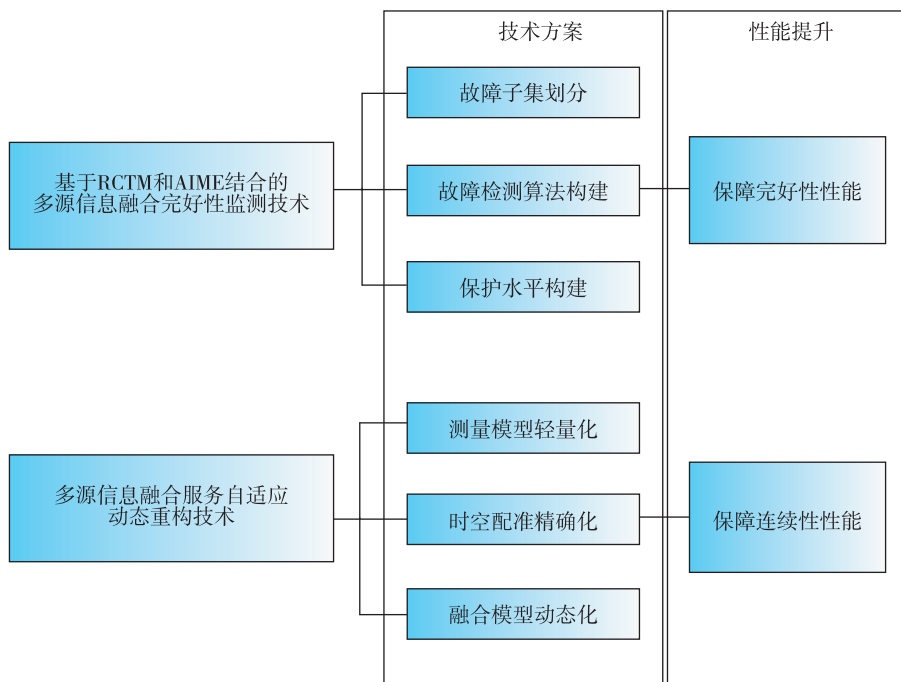 技术方案
性能提升
故障子集划分
基于RCTM和AIME结合的
多源信息融合完好性监测技术
故障检测算法构建
保障完好性性能
保护水平构建
测量模型轻量化
多源信息融合服务自适应
动态重构技术
时空配准精确化
保障连续性性能
融合模型动态化